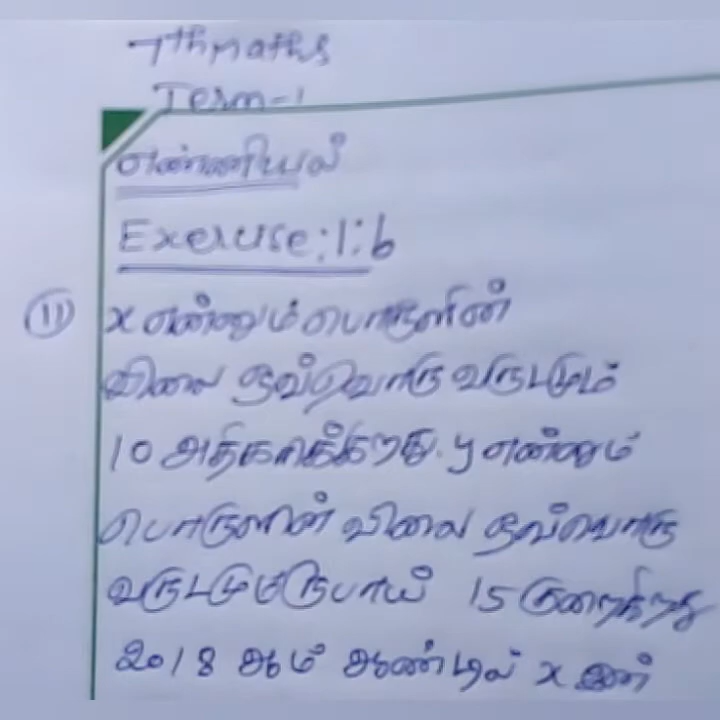 7th maths
Term-1
எண்ணியல்
Exercise:1:b
11 x என்னும் பொருளின்
விலை ஒவ்வொரு வருடமும்
10 அதிகரிக்கிறது. y என்னும்
பொருளின் விலை ஒவ்வொரு
வருடமும் ரூபாய் 15 குறைகிறது
2018 ஆம் ஆண்டில் x இன்